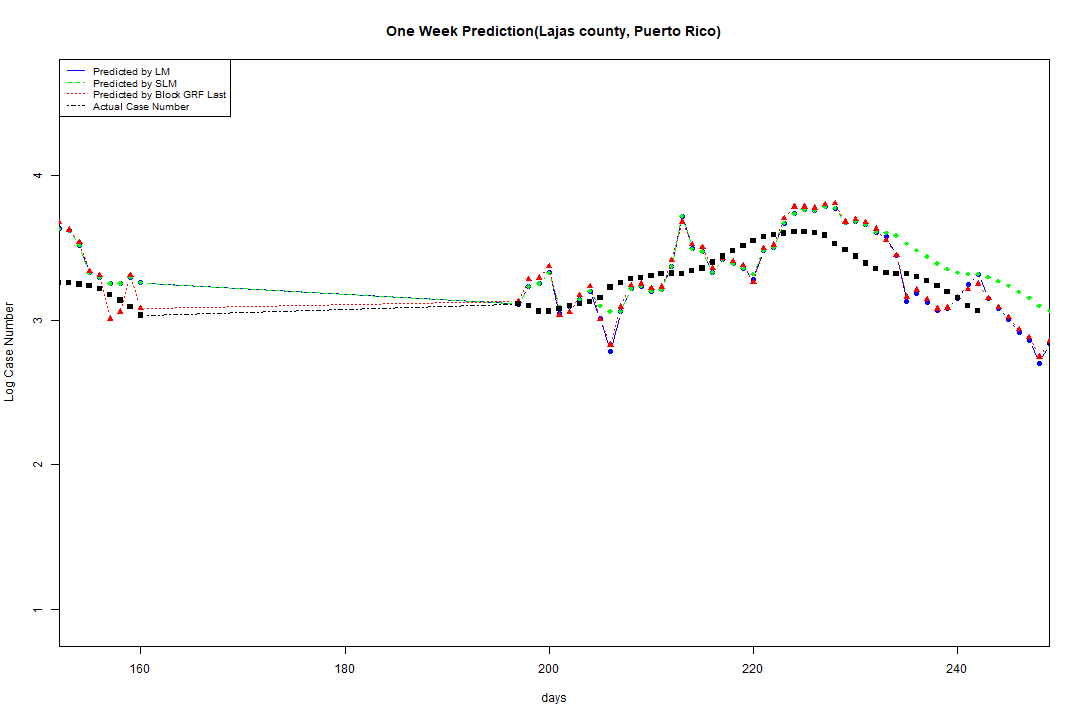 One Week Prediction(Lajas county, Puerto Rico)
Predicted by LM
Predicted by SLM
Predicted by Block GRF Last
Actual Case Number
4
3
2
1
Log Case Number
160 180 200 220 240
days